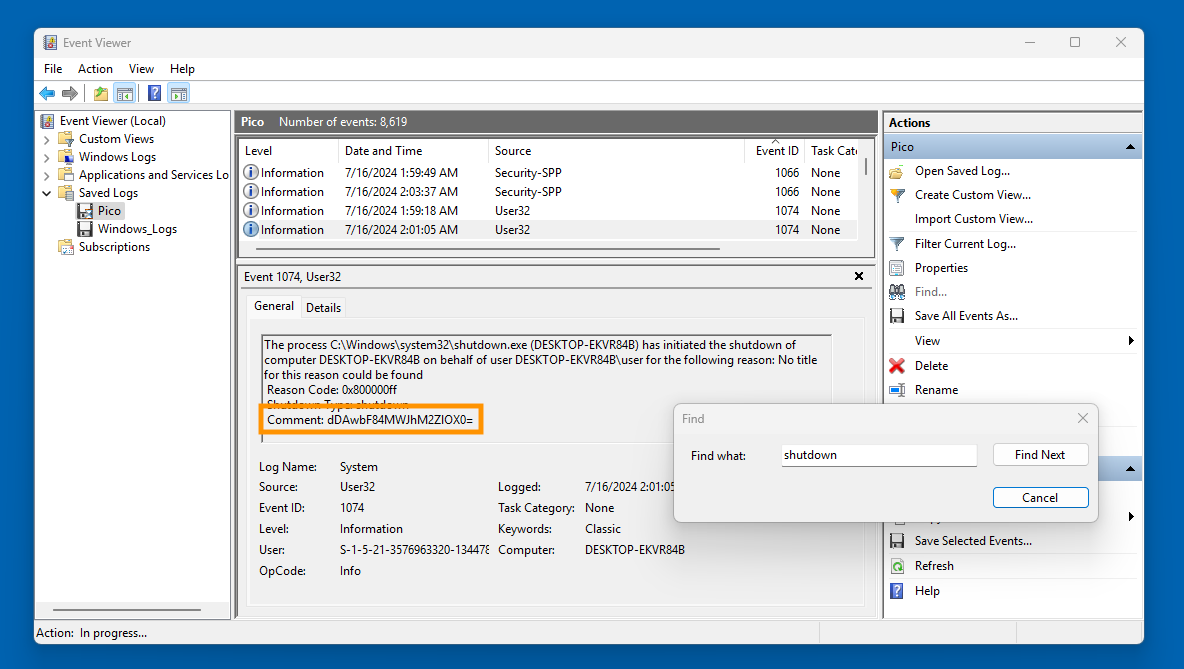 Event Viewer
File Action View Help
Event Viewer (Local)
Custom Views
Windows Logs
Applications and Services Lo
Saved Logs
Pico
Windows_Logs
Subscriptions
Pico Number of events: 8,619
Level Date and Time Source Event ID Task Cat
Information 7/16/2024 1:59:49 AM Security-SPP 1066 None
Information 7/16/2024 2:03:37 AM Security-SPP 1066 None
Information 7/16/2024 1:59:18 AM User32 1074 None
Information 7/16/2024 2:01:05 AM User32 1074 None
Event 1074, User32
General Details
The process C:\Windows\system32\shutdown.exe (DESKTOP-EKVR84B) has initiated the shutdown of
computer DESKTOP-EKVR84B on behalf of user DESKTOP-EKVR84B\user for the following reason: No title
for this reason could be found
Reason Code: 0x800000ff
Shutdown Type: shutdown
Comment: dDAwbF84MWJhM2ZlOX0=
Log Name: System
Source: User32 Logged: 7/16/2024 2:01:05
Event ID: 1074 Task Category: None
Level: Information Keywords: Classic
User: S-1-5-21-3576963320-134478 Computer: DESKTOP-EKVR84B
OpCode: Info
Actions
Pico
Open Saved Log...
Create Custom View...
Import Custom View...
Filter Current Log...
Properties
Find...
Save All Events As...
View
Delete
Rename
Find
Find what: shutdown Find Next
Cancel
Save Selected Events...
Refresh
Help
Action: In progress...